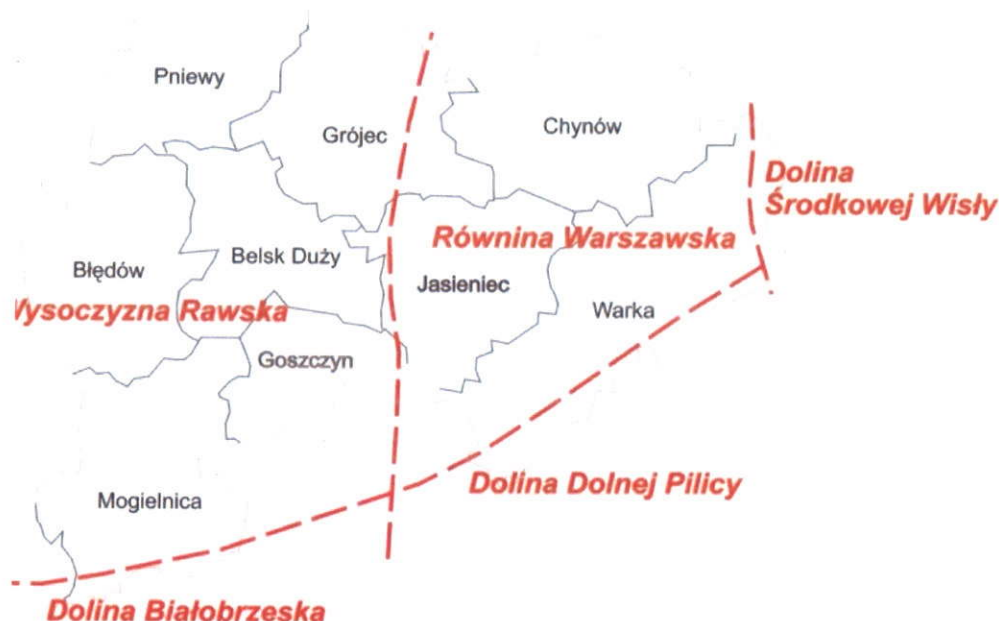 Pniewy
Grójec
Chynów
Dolina
Środkowej Wisły
Równina Warszawska
Belsk Duży
Błędów
Jasieniec
Wysoczyzna Rawska
Warka
Goszczyn
Dolina Dolnej Pilicy
Mogielnica
Dolina Białobrzeska